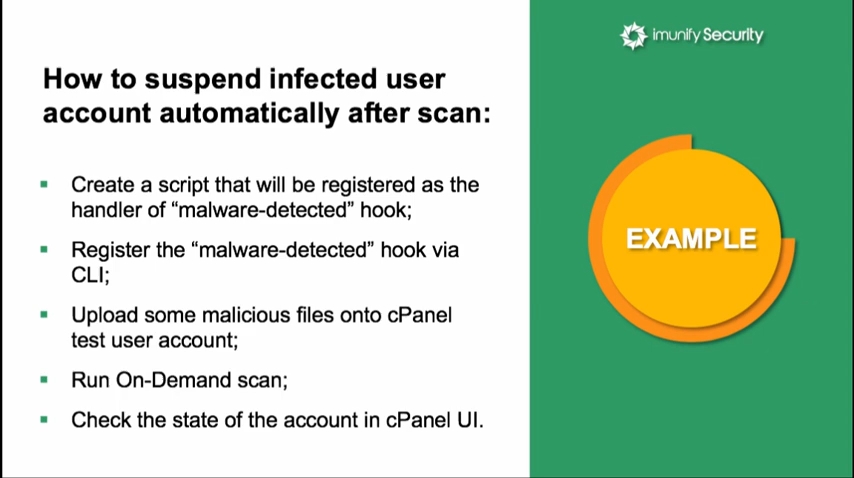 imunify Security
How to suspend infected user
account automatically after scan:
▪ Create a script that will be registered as the
handler of “malware-detected” hook;
▪ Register the “malware-detected” hook via
CLI;
▪ Upload some malicious files onto cPanel
test user account;
▪ Run On-Demand scan;
▪ Check the state of the account in cPanel UI.
EXAMPLE